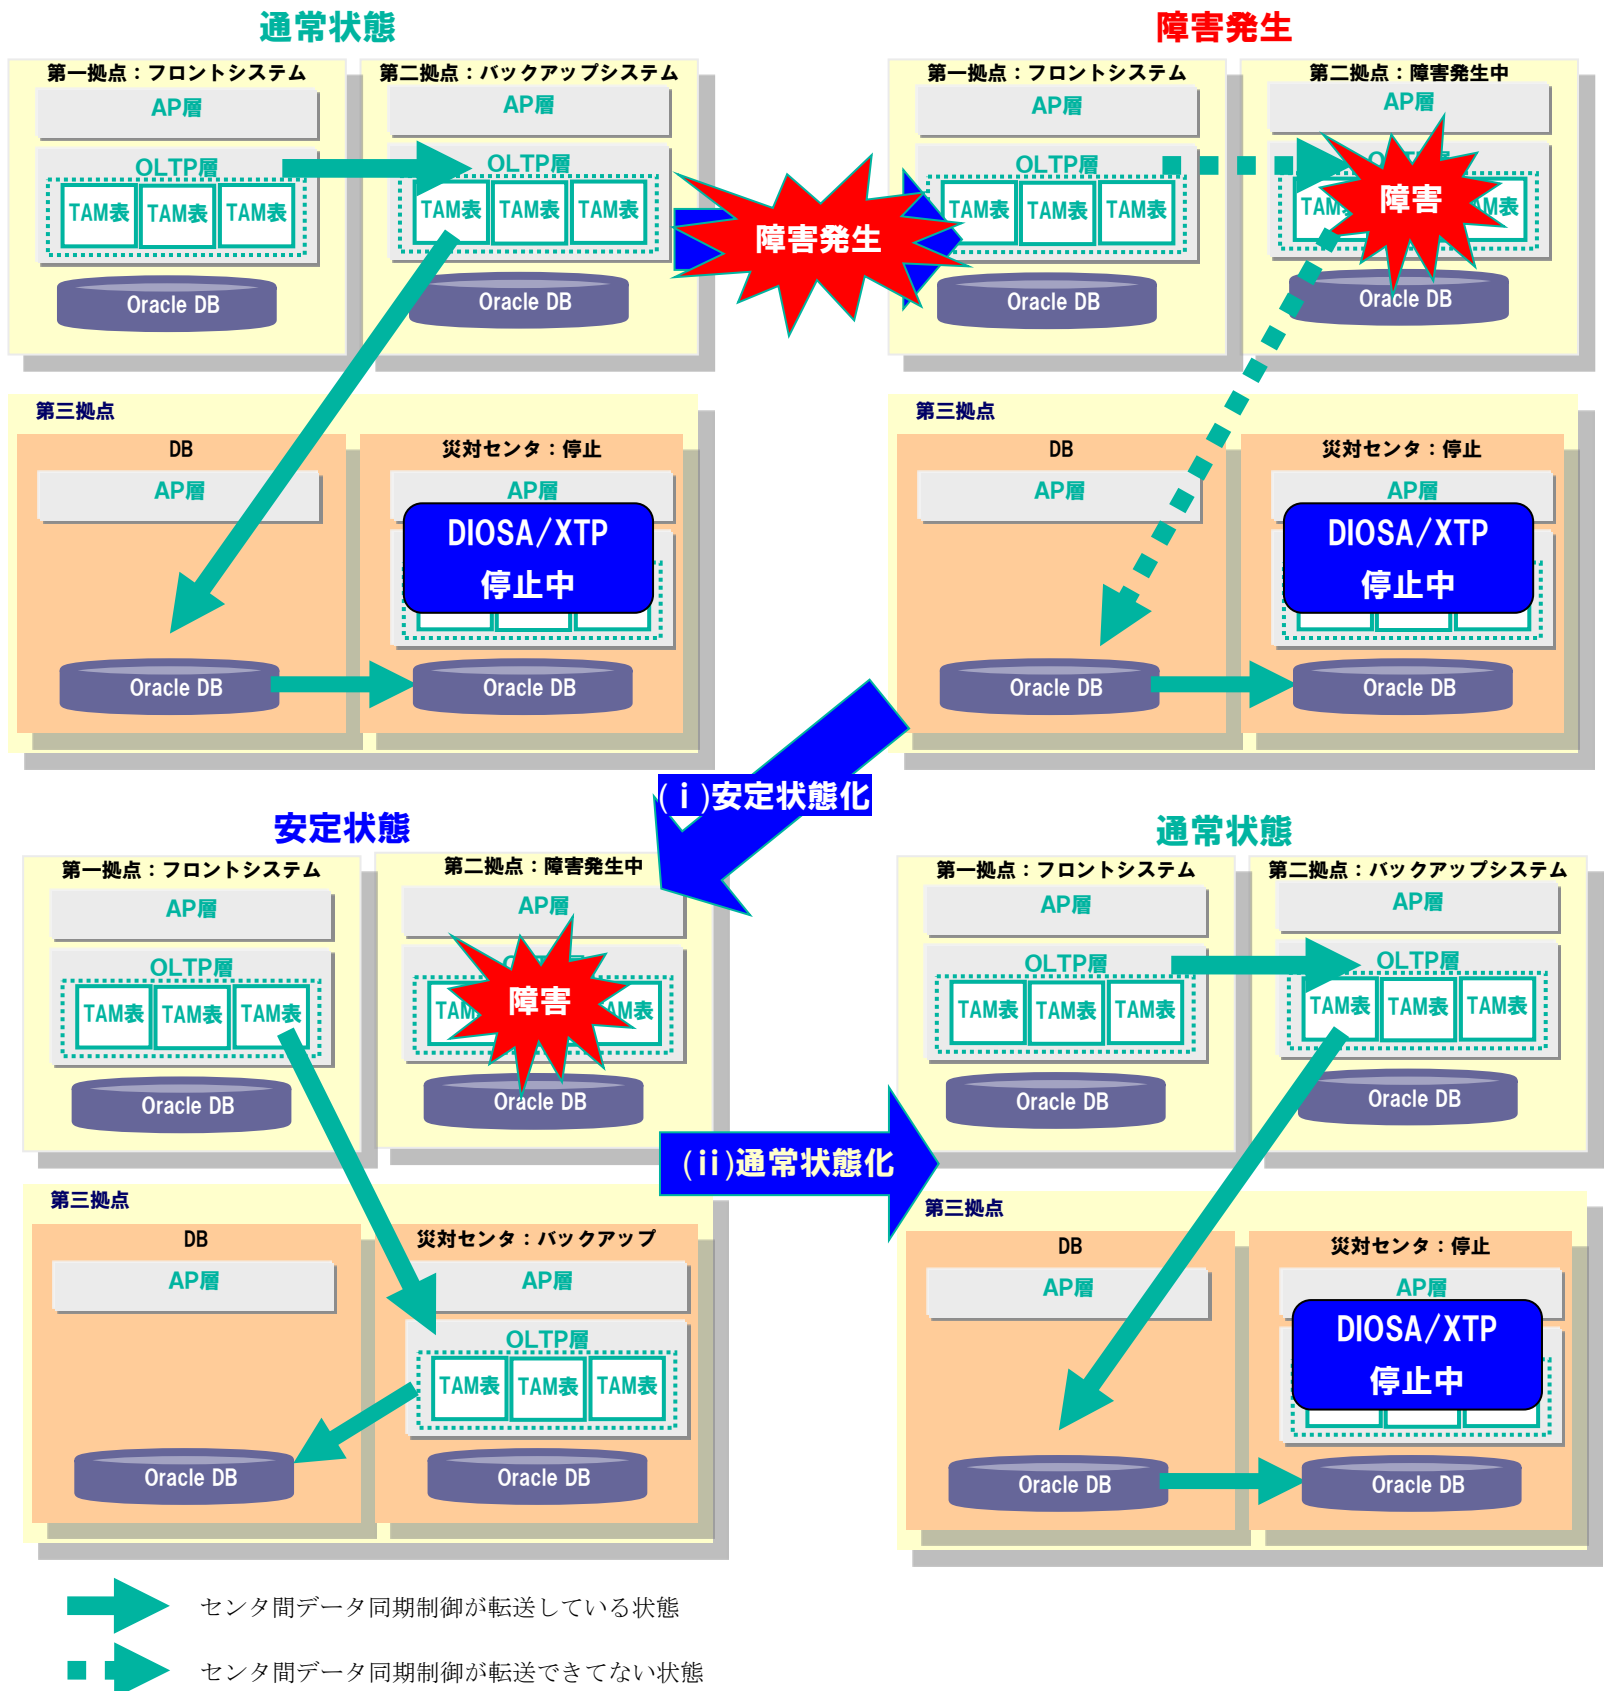 通常状態
第一拠点：フロントシステム
AP層
OLTP層
TAM表 TAM表 TAM表
Oracle DB
第二拠点：バックアップシステム
AP層
OLTP層
TAM表 TAM表 TAM表
Oracle DB
第三拠点
DB
AP層
Oracle DB
災対センタ：停止
AP層
DIOSA/XTP
停止中
Oracle DB
障害発生
障害発生
第一拠点：フロントシステム
AP層
OLTP層
TAM表 TAM表 TAM表
Oracle DB
第二拠点：障害発生中
AP層
障害
Oracle DB
第三拠点
DB
AP層
Oracle DB
災対センタ：停止
AP層
DIOSA/XTP
停止中
Oracle DB
(ⅰ)安定状態化
安定状態
第一拠点：フロントシステム
AP層
OLTP層
TAM表 TAM表 TAM表
Oracle DB
第二拠点：障害発生中
AP層
障害
Oracle DB
第三拠点
DB
AP層
Oracle DB
災対センタ：バックアップ
AP層
OLTP層
TAM表 TAM表 TAM表
Oracle DB
(ⅱ)通常状態化
通常状態
第一拠点：フロントシステム
AP層
OLTP層
TAM表 TAM表 TAM表
Oracle DB
第二拠点：バックアップシステム
AP層
OLTP層
TAM表 TAM表 TAM表
Oracle DB
第三拠点
DB
AP層
Oracle DB
災対センタ：停止
AP層
DIOSA/XTP
停止中
Oracle DB
センタ間データ同期制御が転送している状態
センタ間データ同期制御が転送できてない状態